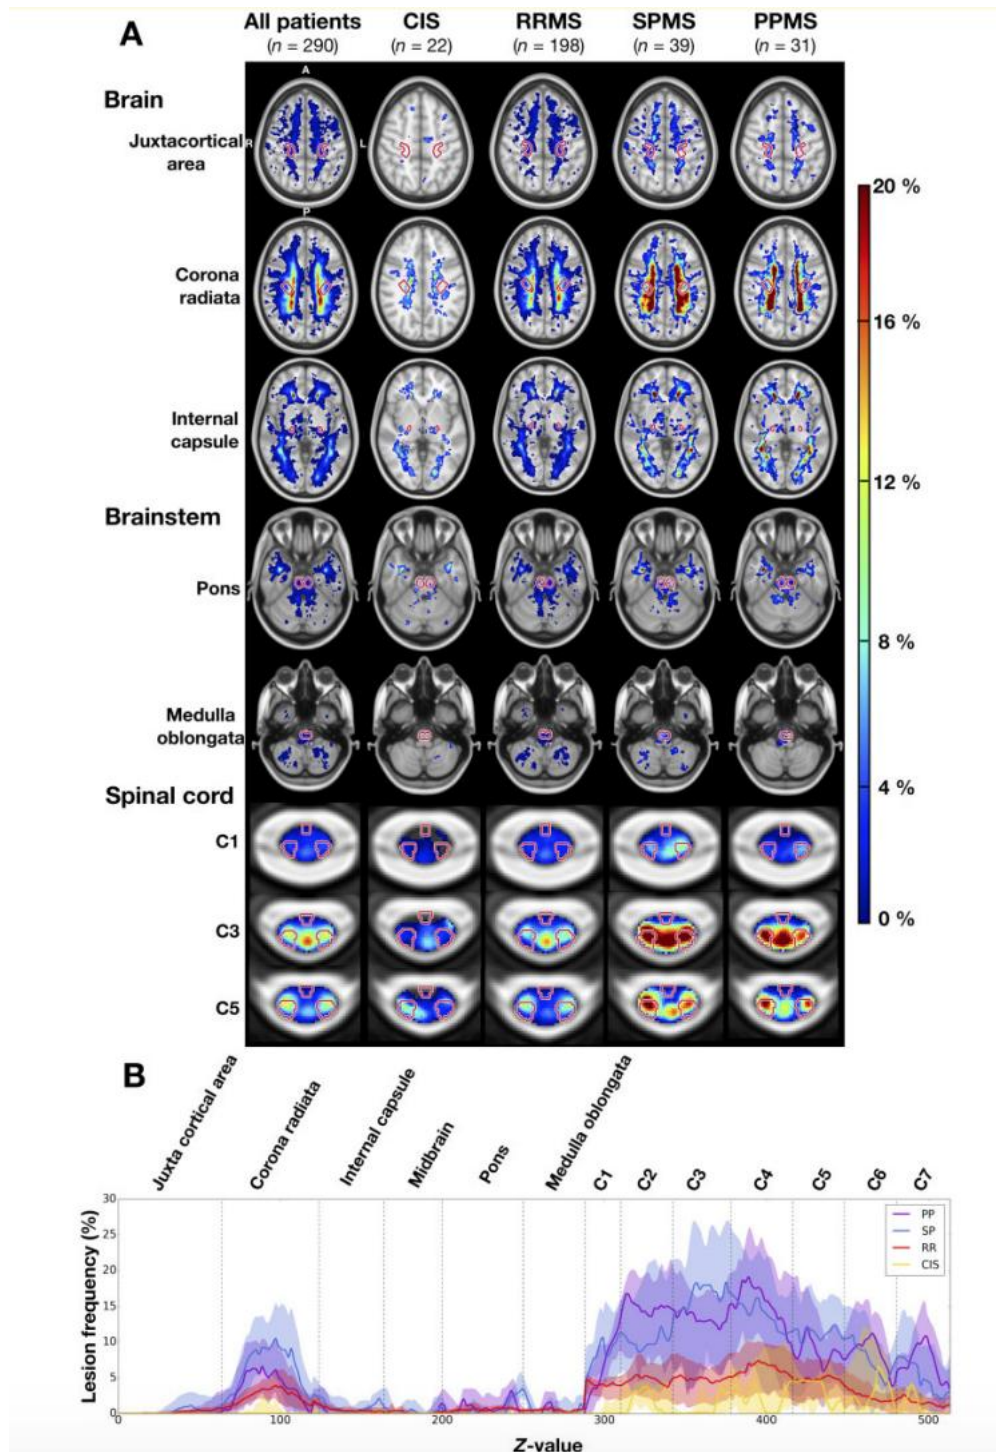 A
All patients CIS RRMS SPMS PPMS
(n = 290) (n = 22) (n = 198) (n = 39) (n = 31)
A
Brain
Juxtacortical
area
R
L
P
20 %
Corona
radiata
16 %
Internal
capsule
12 %
Brainstem
Pons
8 %
Medulla
oblongata
4 %
Spinal cord
C1
C3
0 %
C5
B
Juxta cortical area
Corona radiata
Internal capsule
Midbrain
Pons
Medulla oblongata
C1
C2
C3
C4
C5
C6
C7
Lesion frequency (%)
30
25
20
15
10
5
0
PP
SP
RR
CIS
0 100 200 300 400 500
Z-value